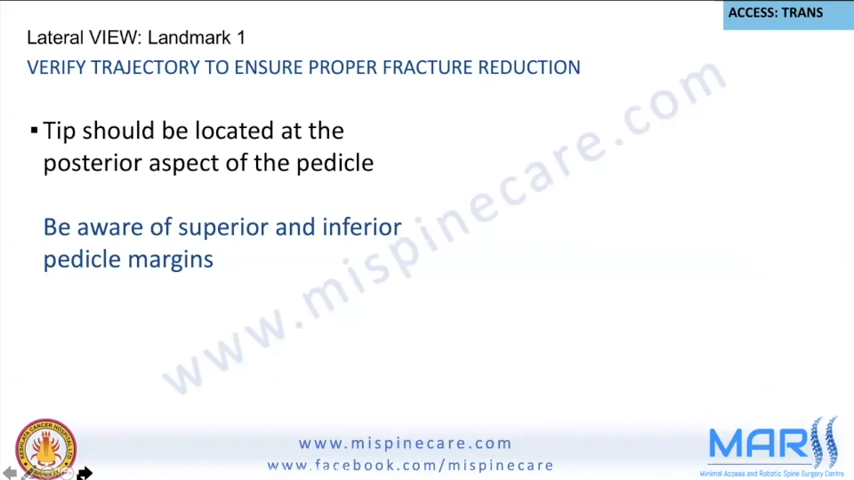 ACCESS: TRANS
Lateral VIEW: Landmark 1
VERIFY TRAJECTORY TO ENSURE PROPER FRACTURE REDUCTION
▪ Tip should be located at the
posterior aspect of the pedicle
Be aware of superior and inferior
pedicle margins
www.mispinecare.com
www.mispinecare.com
www.facebook.com/mispinecare
MARSS
Minimal Access and Robotic Spine Surgery Centre